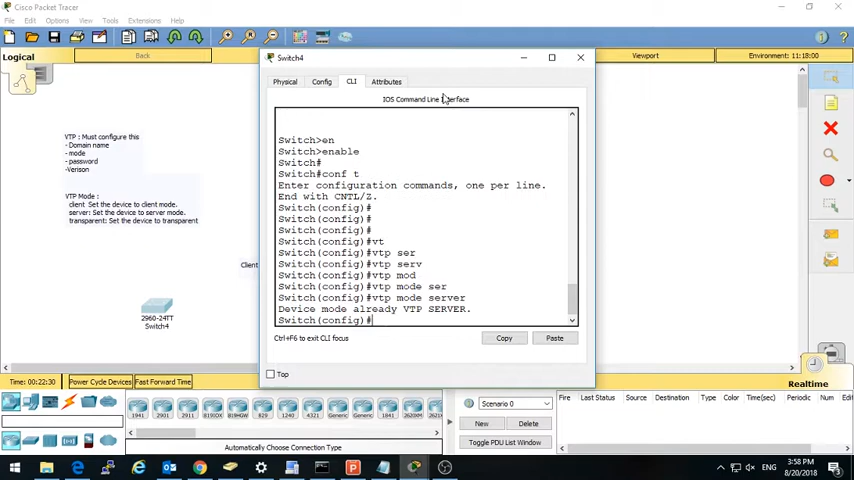 Cisco Packet Tracer
File Edit Options View Tools Extensions Help
Logical
Back
Viewport
Environment: 11:18:00
Switch4
Physical Config CLI Attributes
IOS Command Line Interface
Switch>en
Switch>enable
Switch#
Switch#conf t
Enter configuration commands, one per line.
End with CNTL/Z.
Switch(config)#
Switch(config)#
Switch(config)#
Switch(config)#vt
Switch(config)#vtp ser
Switch(config)#vtp serv
Switch(config)#vtp mod
Switch(config)#vtp mode ser
Switch(config)#vtp mode server
Device mode already VTP SERVER.
Switch(config)#
Ctrl+F6 to exit CLI focus
Copy Paste
Top
VTP : Must configure this
- Domain name
- mode
- password
-Verison
VTP Mode :
client Set the device to client mode.
server: Set the device to server mode.
transparent: Set the device to transparent
Client
2960-24TT
Switch4
Time: 00:22:30 Power Cycle Devices Fast Forward Time
Realtime
1941 2901 2911 819IOX 819HGW 829 1240 Generic Generic 1841 2620XM 2621X
Automatically Choose Connection Type
Scenario 0
New Delete
Toggle PDU List Window
Fire Last Status Source Destination Type Color Time(sec) Periodic Num Edit
ENG
3:58 PM
8/20/2018